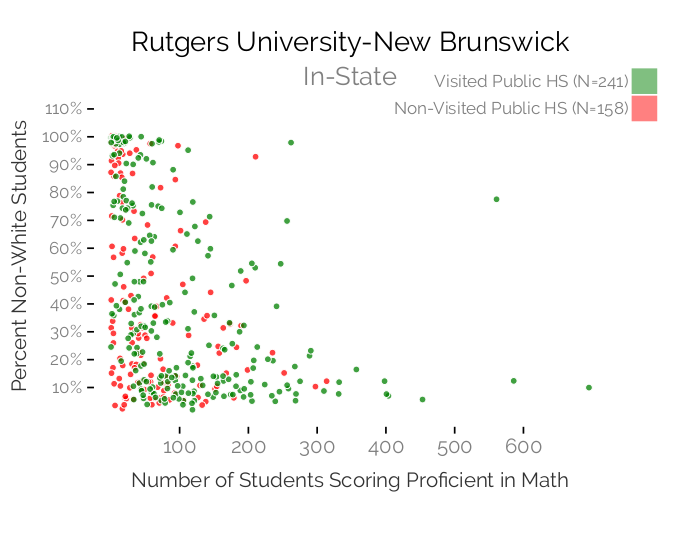 Rutgers University-New Brunswick
In-State
Visited Public HS (N=241)
Non-Visited Public HS (N=158)
Percent Non-White Students
110%
100%
90%
80%
70%
60%
50%
40%
30%
20%
10%
100 200 300 400 500 600
Number of Students Scoring Proficient in Math